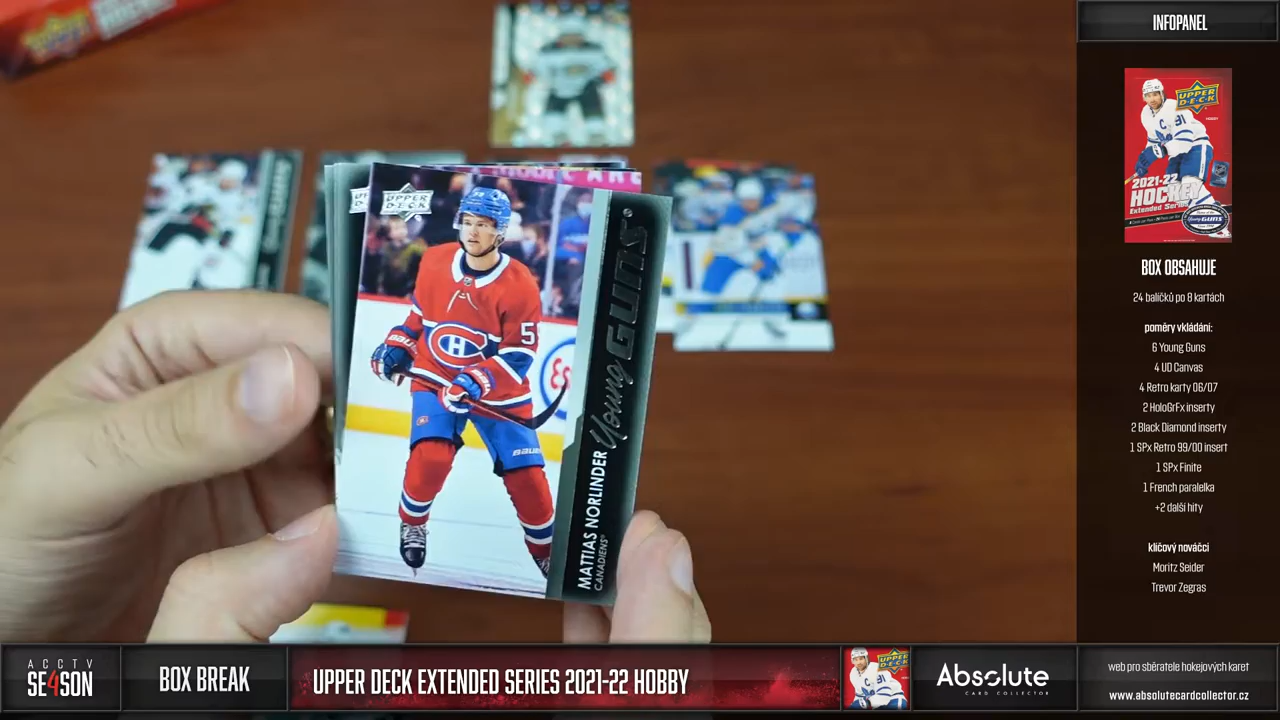 INFOPANEL
UPPER DECK
2021-22
HOCKEY
Extended Series
Young GUNS
BOX OBSAHUJE
24 balíčků po 8 kartách
poměry vkládání:
6 Young Guns
4 UD Canvas
4 Retro karty 06/07
2 HoloGrFx inserty
2 Black Diamond inserty
1 SPx Retro 99/00 insert
1 SPx Finite
1 French paralelka
+2 další hity
klíčový nováčci
Moritz Seider
Trevor Zegras
UPPER DECK
MATTIAS NORLINDER Young GUNS
CANADIENS
ACCTV
SE4SON
BOX BREAK
UPPER DECK EXTENDED SERIES 2021-22 HOBBY
Absolute
CARD COLLECTOR
web pro sběratele hokejových karet
www.absolutecardcollector.cz